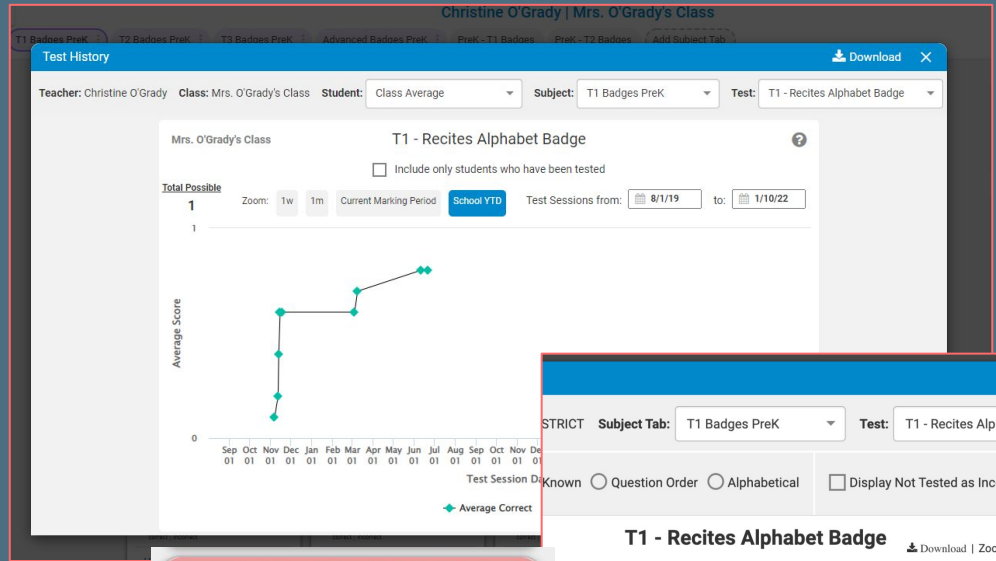 Christine O'Grady | Mrs. O'Grady's Class
T1 Badges PreK T2 Badges PreK T3 Badges PreK Advanced Badges PreK PreK - T1 Badges PreK - T2 Badges Add Subject Tab
Test History Download
Teacher: Christine O'Grady Class: Mrs. O'Grady's Class Student: Class Average Subject: T1 Badges PreK Test: T1 - Recites Alphabet Badge
Mrs. O'Grady's Class T1 - Recites Alphabet Badge ?
Include only students who have been tested
Total Possible
1
Zoom: 1w 1m Current Marking Period School YTD Test Sessions from: 8/1/19 to: 1/10/22
1
Average Score
0
Sep Oct Nov Dec Jan Feb Mar Apr May Jun Jul Aug Sep Oct Nov De
01 01 01 01 01 01 01 01 01 01 01 01 01 01 01 01
Test Session Da
Average Correct
STRICT Subject Tab: T1 Badges PreK Test: T1 - Recites Alp
Known Question Order Alphabetical Display Not Tested as Inc
T1 - Recites Alphabet Badge
Download | Zoo